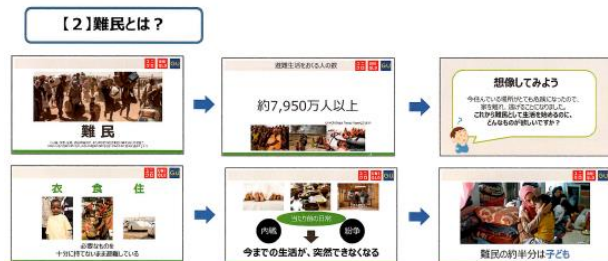 【2】難民とは？
難民
避難生活をおくる人の数
約7,950万人以上
想像してみよう
今住んでいる場所がとても危険になったので、
家を離れ、逃げることになりました。
これから難民として生活を始めるのに、
どんなものが欲しいですか？
衣 食 住
必要なものを
十分に持てないまま避難している
GU
当たり前の日常
内戦
紛争
今までの生活が、突然できなくなる
難民の約半分は子ども